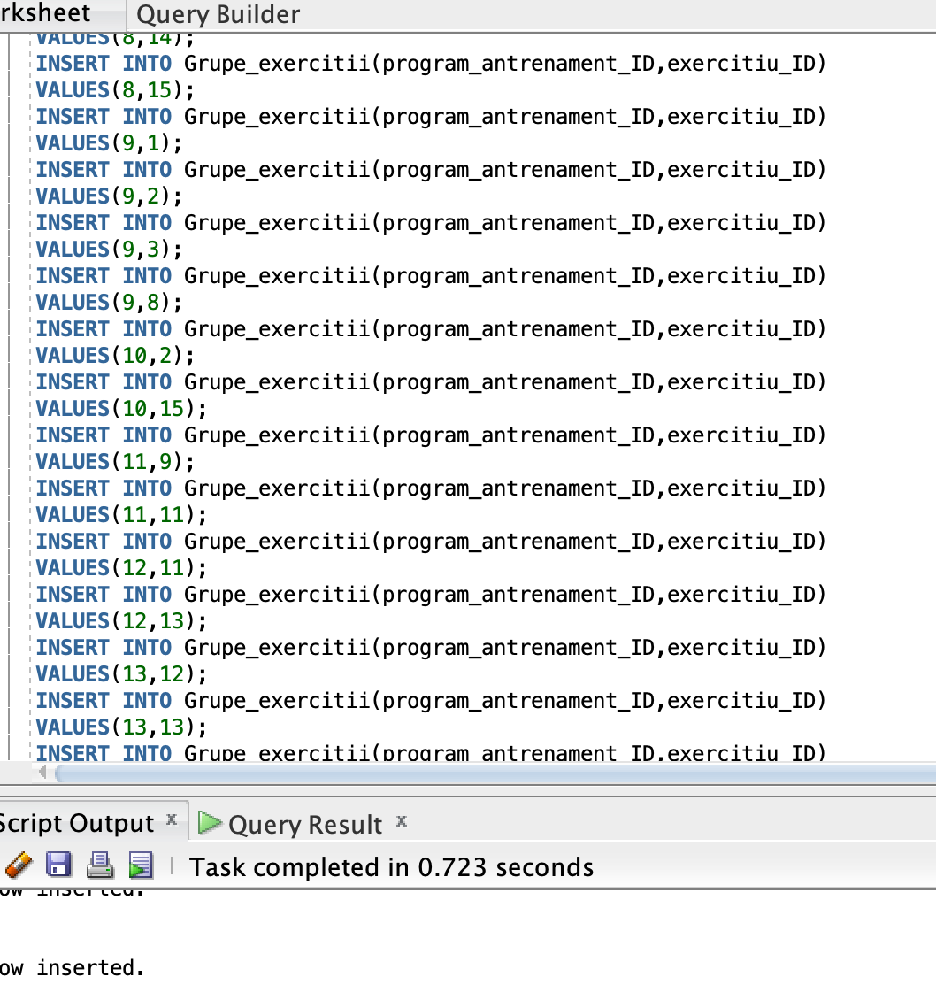 rksheet Query Builder
VALUES(8,14);
INSERT INTO Grupe_exercitii(program_antrenament_ID,exercitiu_ID)
VALUES(8,15);
INSERT INTO Grupe_exercitii(program_antrenament_ID,exercitiu_ID)
VALUES(9,1);
INSERT INTO Grupe_exercitii(program_antrenament_ID,exercitiu_ID)
VALUES(9,2);
INSERT INTO Grupe_exercitii(program_antrenament_ID,exercitiu_ID)
VALUES(9,3);
INSERT INTO Grupe_exercitii(program_antrenament_ID,exercitiu_ID)
VALUES(9,8);
INSERT INTO Grupe_exercitii(program_antrenament_ID,exercitiu_ID)
VALUES(10,2);
INSERT INTO Grupe_exercitii(program_antrenament_ID,exercitiu_ID)
VALUES(10,15);
INSERT INTO Grupe_exercitii(program_antrenament_ID,exercitiu_ID)
VALUES(11,9);
INSERT INTO Grupe_exercitii(program_antrenament_ID,exercitiu_ID)
VALUES(11,11);
INSERT INTO Grupe_exercitii(program_antrenament_ID,exercitiu_ID)
VALUES(12,11);
INSERT INTO Grupe_exercitii(program_antrenament_ID,exercitiu_ID)
VALUES(12,13);
INSERT INTO Grupe_exercitii(program_antrenament_ID,exercitiu_ID)
VALUES(13,12);
INSERT INTO Grupe_exercitii(program_antrenament_ID,exercitiu_ID)
VALUES(13,13);
INSERT INTO Grupe_exercitii(program_antrenament_ID,exercitiu_ID)
Script Output x Query Result x
Task completed in 0.723 seconds
ow inserted.
ow inserted.